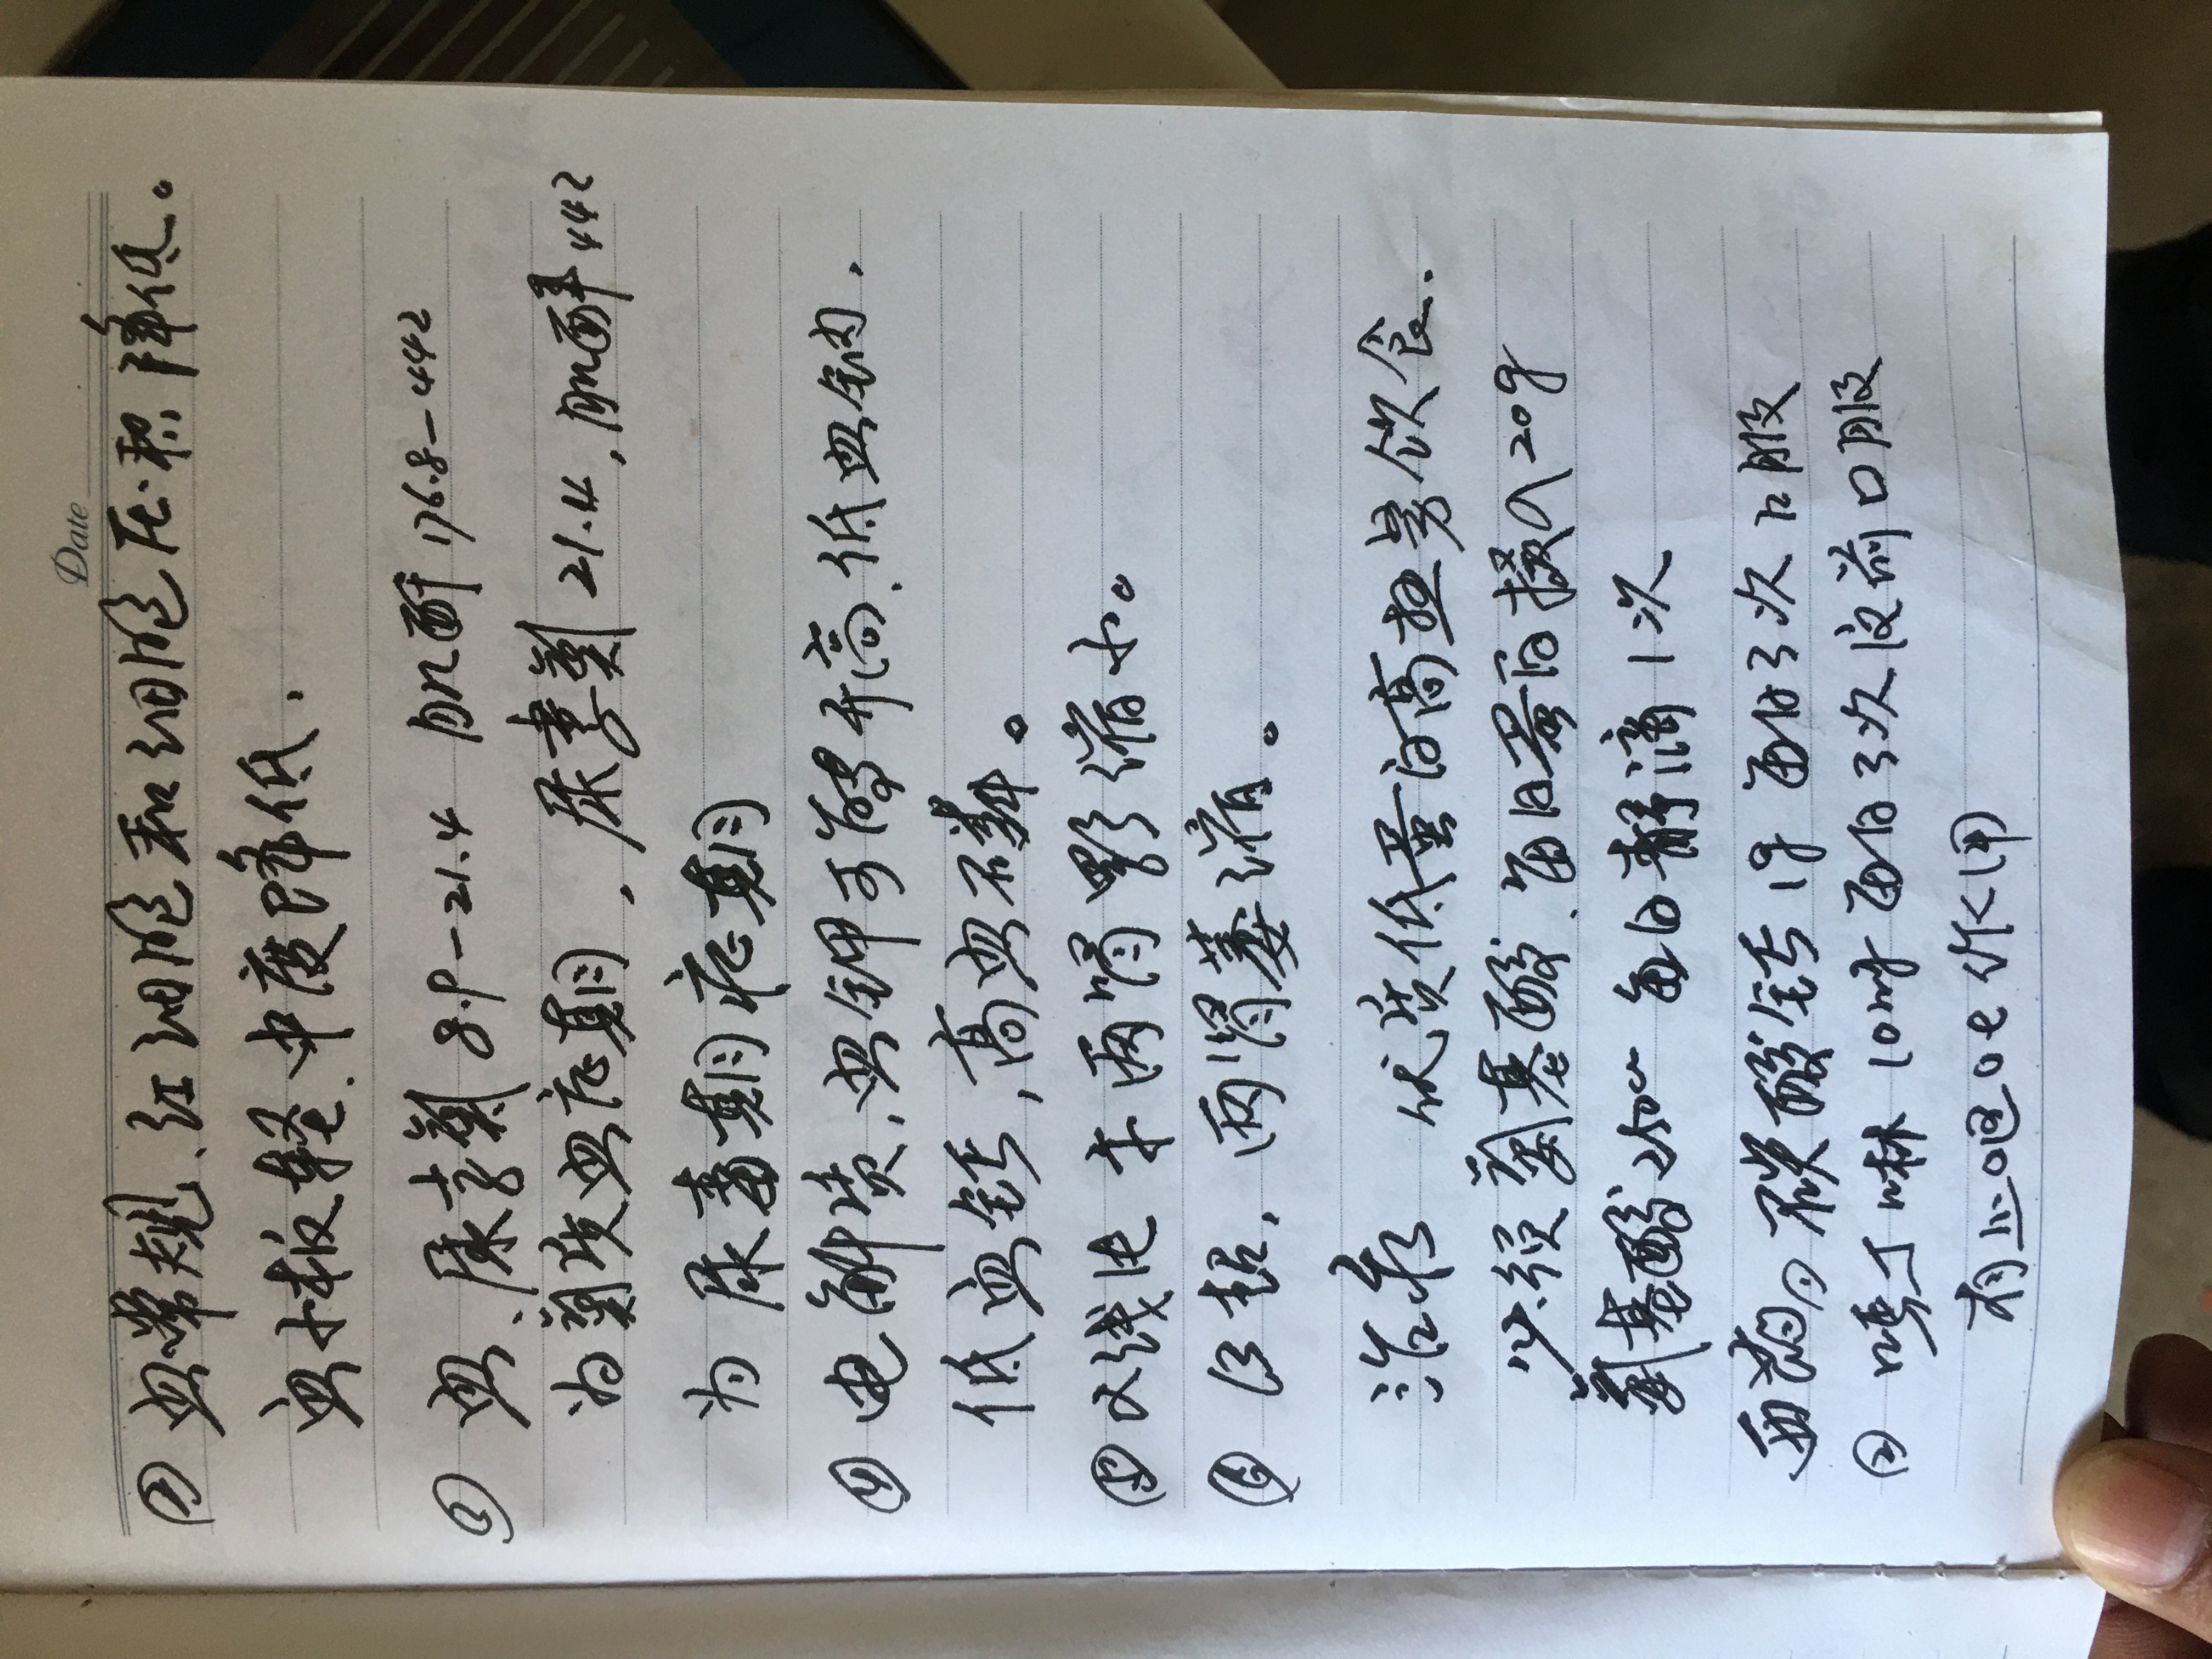 Date
② 血常规、红细胞和细胞压积降低。
血小板轻、中度降低.
③ 血、尿素氮 8.9-21.4 肌酐 176.8-442
为氮质血症期, 尿素氮 21.4, 肌酐 442
为 尿毒期症期
④ 电解质,血钾可能升高、低血钠.
低血钙,高血磷。
⑤ X线 示两肾影缩小。
⑥ B超, 两肾萎缩。
治疗 优质低蛋白高热量饮食.
必须氨基酸、每日蛋白摄入20g
氨基酸 250 每日静滴1次
西药① 碳酸钙 1g 每日3次口服
② 吗丁啉 10mg 每日3次 前口服
有止呕 作用